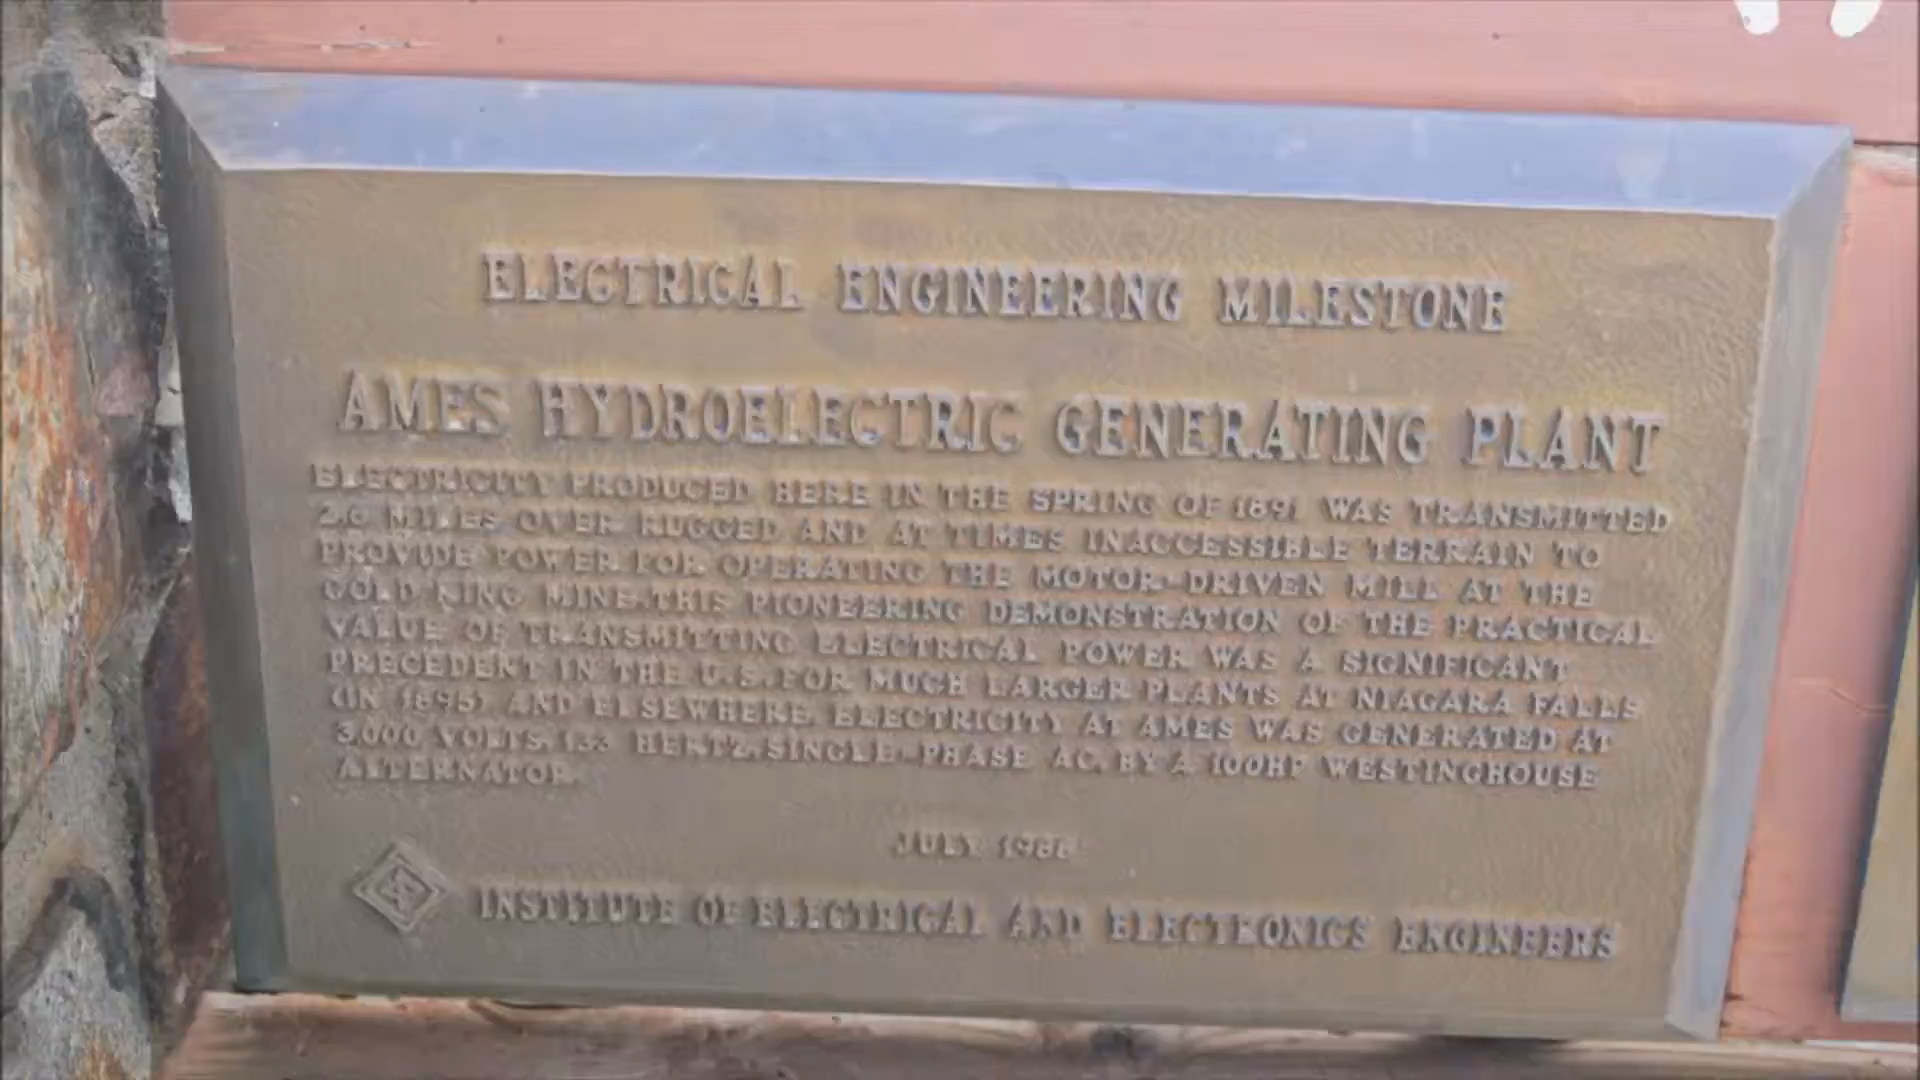 ELECTRICAL ENGINEERING MILESTONE
AMES HYDROELECTRIC GENERATING PLANT
ELECTRICITY PRODUCED HERE IN THE SPRING OF 1891 WAS TRANSMITTED
2.6 MILES OVER RUGGED AND AT TIMES INACCESSIBLE TERRAIN TO
PROVIDE POWER FOR OPERATING THE MOTOR-DRIVEN MILL AT THE
GOLD KING MINE. THIS PIONEERING DEMONSTRATION OF THE PRACTICAL
VALUE OF TRANSMITTING ELECTRICAL POWER WAS A SIGNIFICANT
PRECEDENT IN THE U.S. FOR MUCH LARGER PLANTS AT NIAGARA FALLS
(IN 1895) AND ELSEWHERE. ELECTRICITY AT AMES WAS GENERATED AT
3,000 VOLTS, 133 HERTZ, SINGLE-PHASE AC, BY A 100HP WESTINGHOUSE
ALTERNATOR.
JULY 1988
INSTITUTE OF ELECTRICAL AND ELECTRONICS ENGINEERS